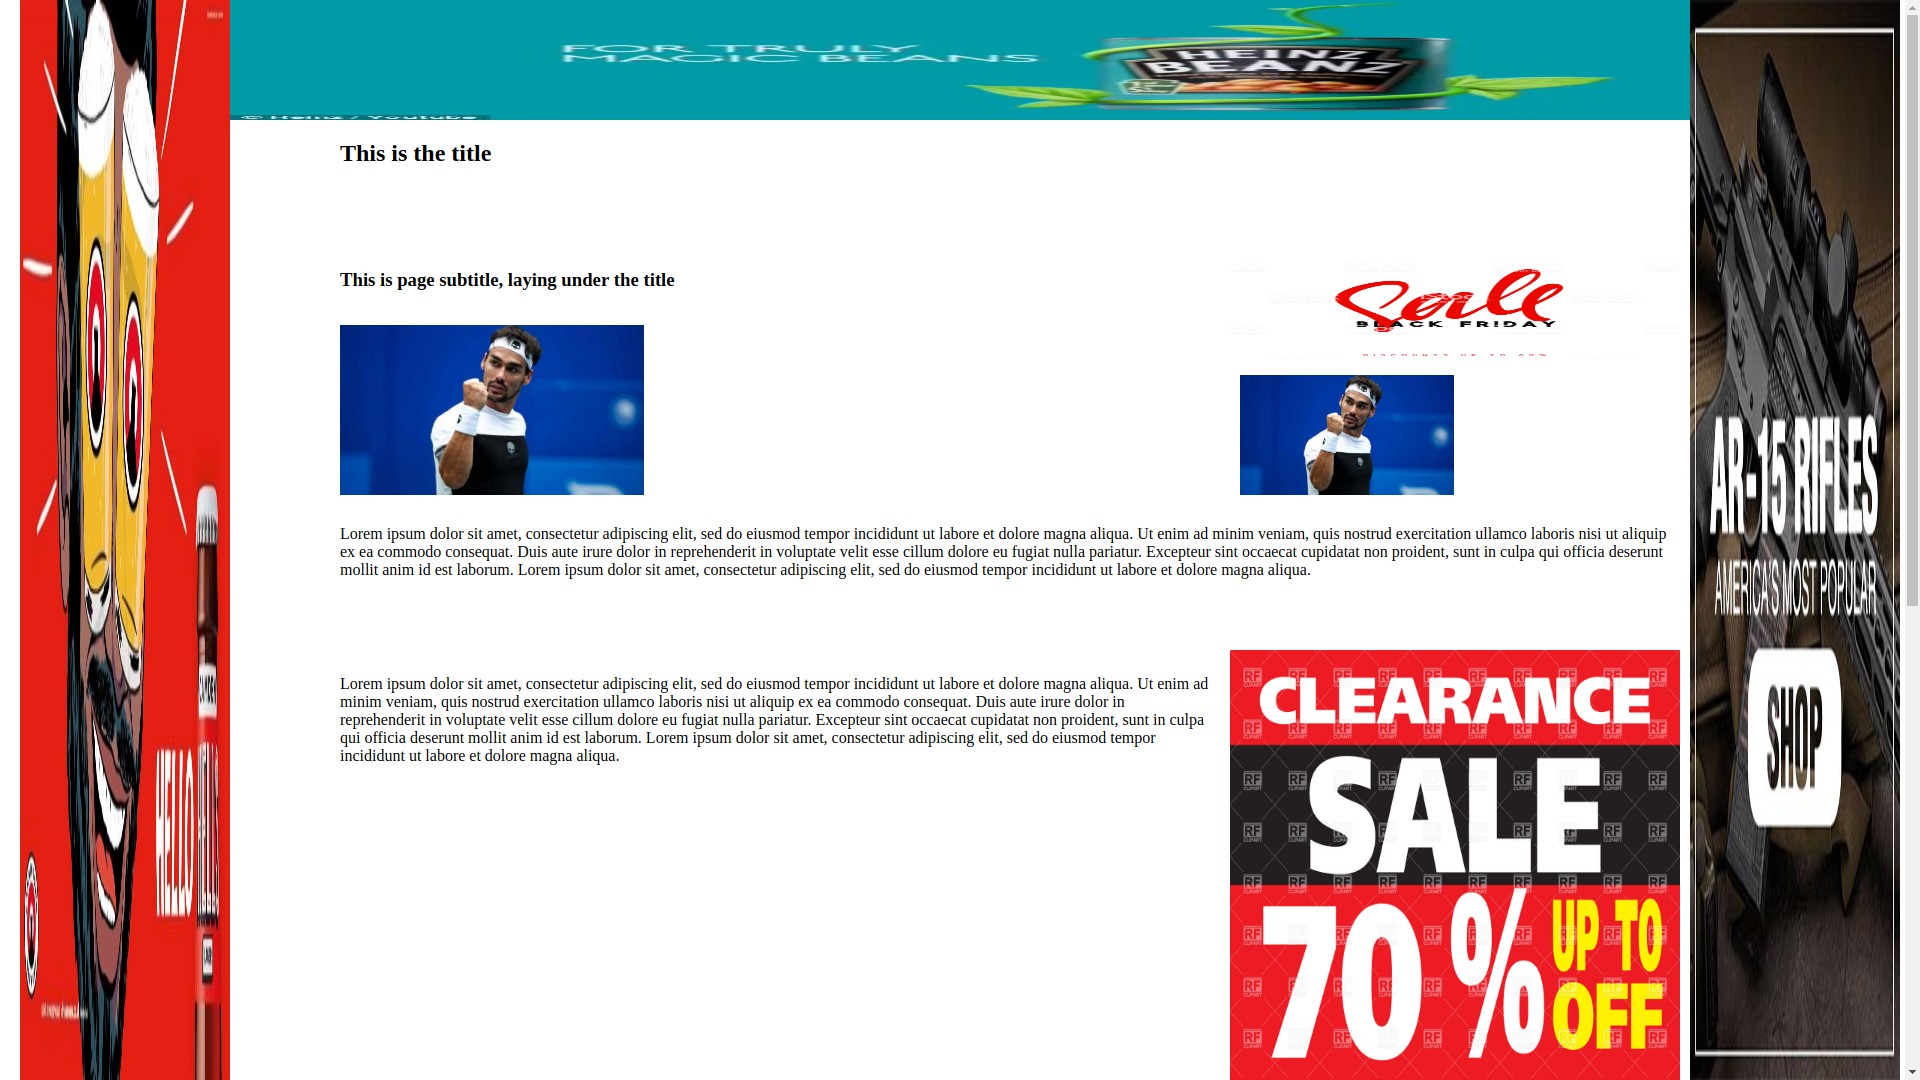 FOR TRULY
MAGIC BEANS
HEINZ
BEANZ
© Heinz / Youtube
This is the title
This is page subtitle, laying under the title
Sale
BLACK FRIDAY
Lorem ipsum dolor sit amet, consectetur adipiscing elit, sed do eiusmod tempor incididunt ut labore et dolore magna aliqua. Ut enim ad minim veniam, quis nostrud exercitation ullamco laboris nisi ut aliquip
ex ea commodo consequat. Duis aute irure dolor in reprehenderit in voluptate velit esse cillum dolore eu fugiat nulla pariatur. Excepteur sint occaecat cupidatat non proident, sunt in culpa qui officia deserunt
mollit anim id est laborum. Lorem ipsum dolor sit amet, consectetur adipiscing elit, sed do eiusmod tempor incididunt ut labore et dolore magna aliqua.
Lorem ipsum dolor sit amet, consectetur adipiscing elit, sed do eiusmod tempor incididunt ut labore et dolore magna aliqua. Ut enim ad
minim veniam, quis nostrud exercitation ullamco laboris nisi ut aliquip ex ea commodo consequat. Duis aute irure dolor in
reprehenderit in voluptate velit esse cillum dolore eu fugiat nulla pariatur. Excepteur sint occaecat cupidatat non proident, sunt in culpa
qui officia deserunt mollit anim id est laborum. Lorem ipsum dolor sit amet, consectetur adipiscing elit, sed do eiusmod tempor
incididunt ut labore et dolore magna aliqua.
CLEARANCE
SALE
70% UP TO
OFF
HELLO
AR-15 RIFLES
AMERICA'S MOST POPULAR
SHOP